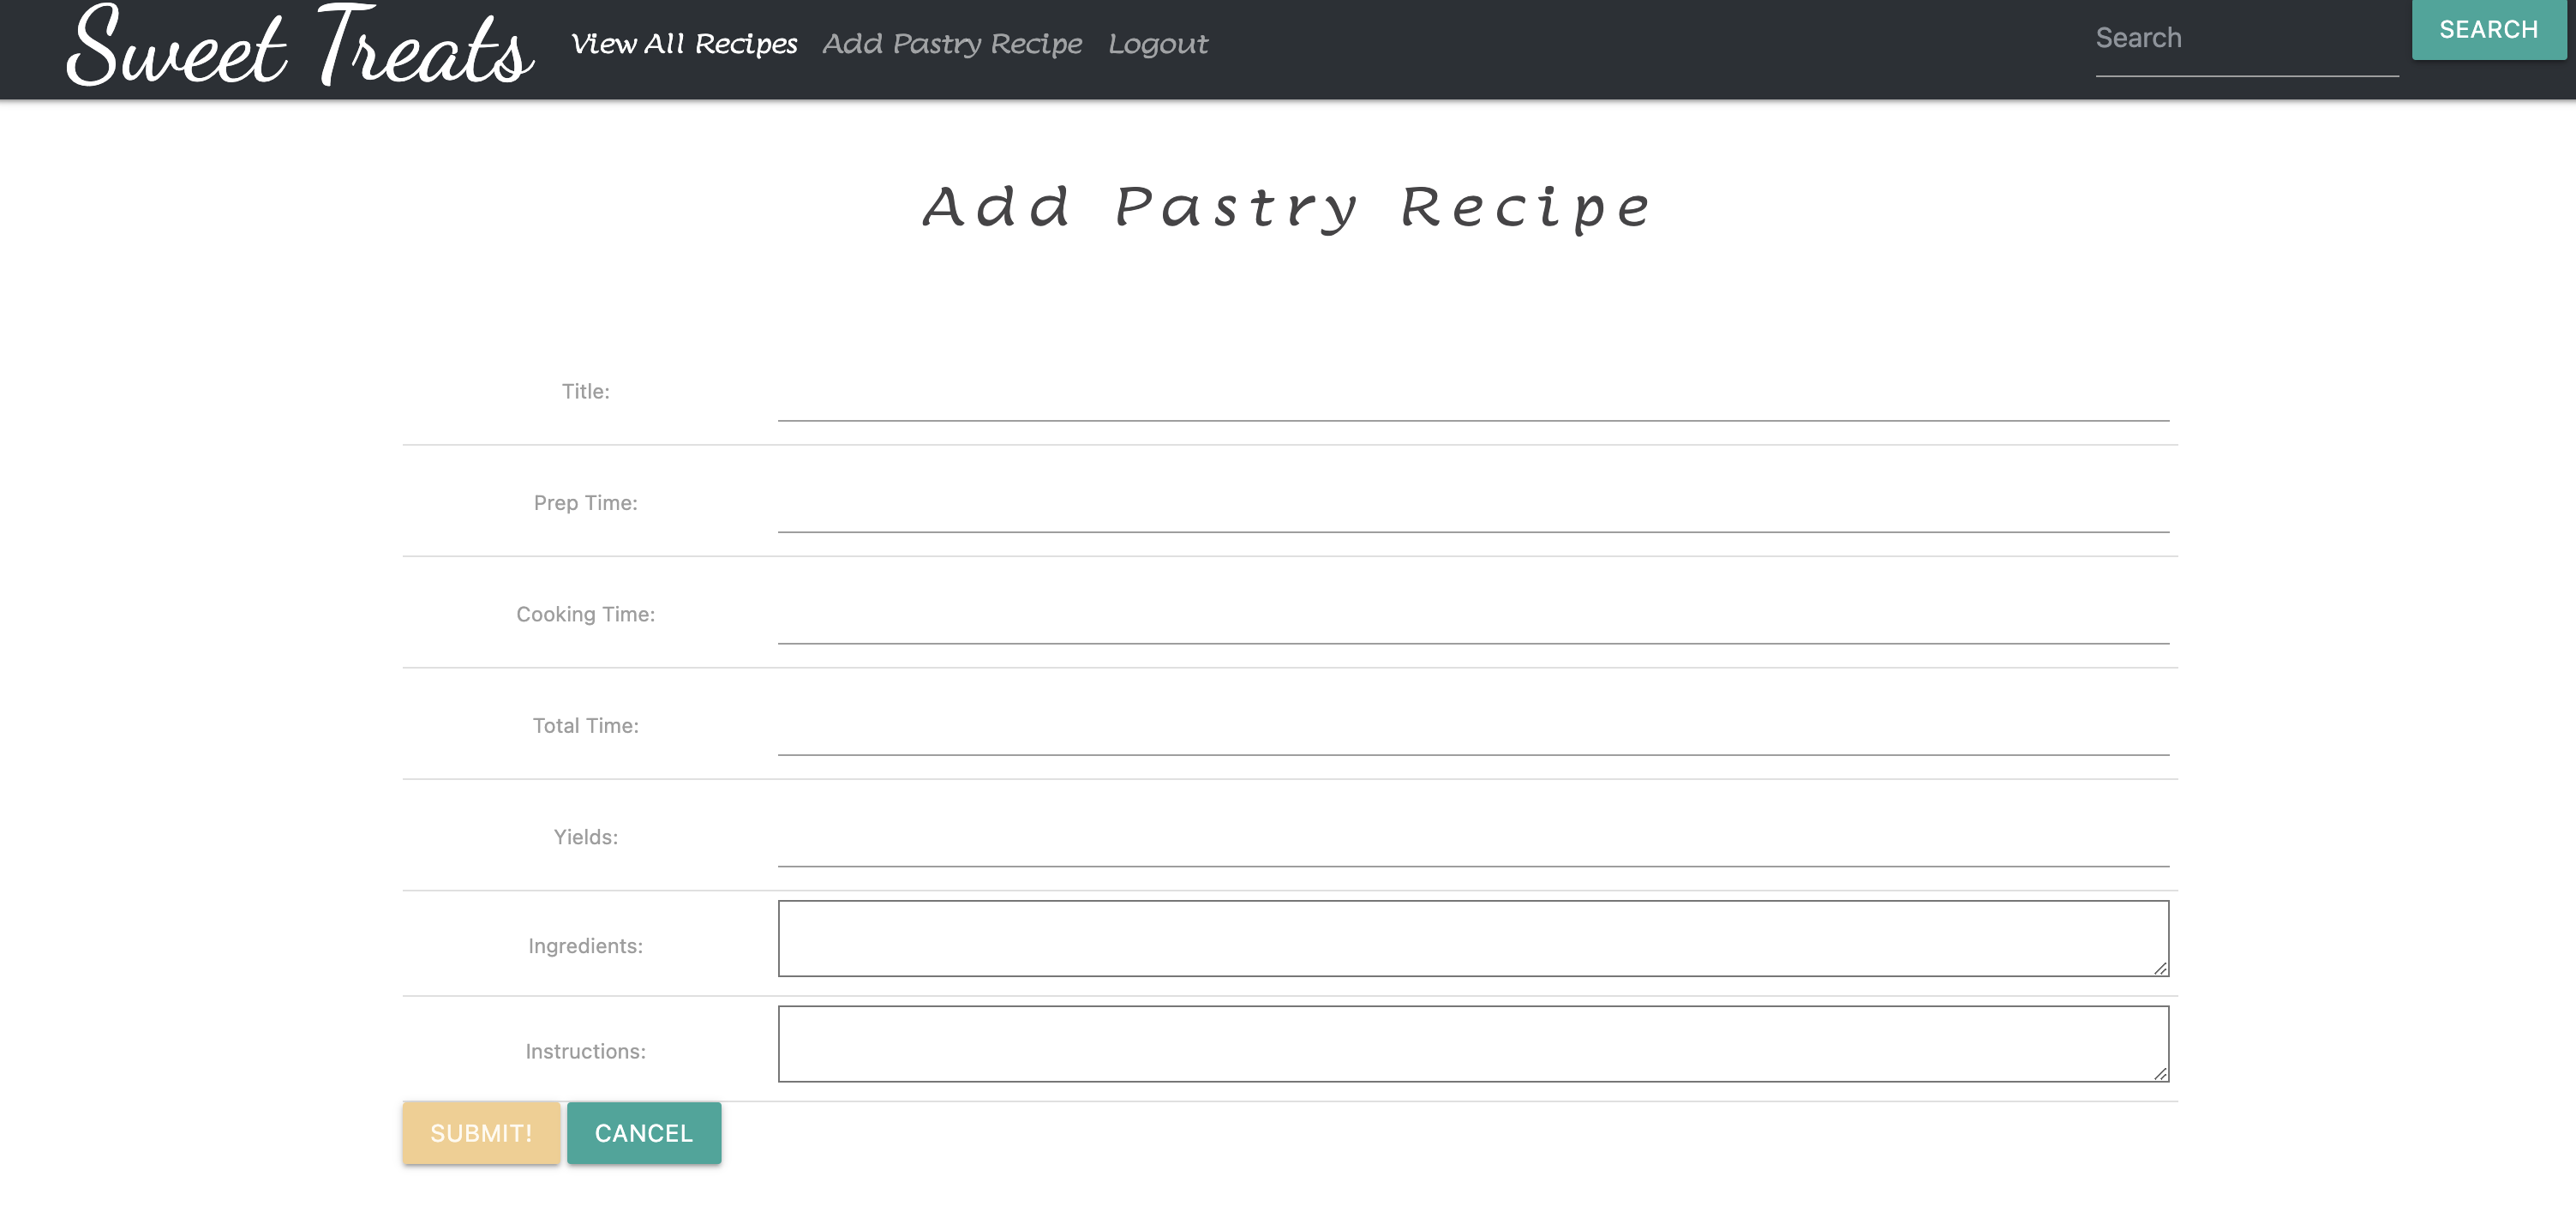 Sweet Treats View All Recipes Add Pastry Recipe Logout Search SEARCH
Add Pastry Recipe
Title:
Prep Time:
Cooking Time:
Total Time:
Yields:
Ingredients:
Instructions:
SUBMIT! CANCEL